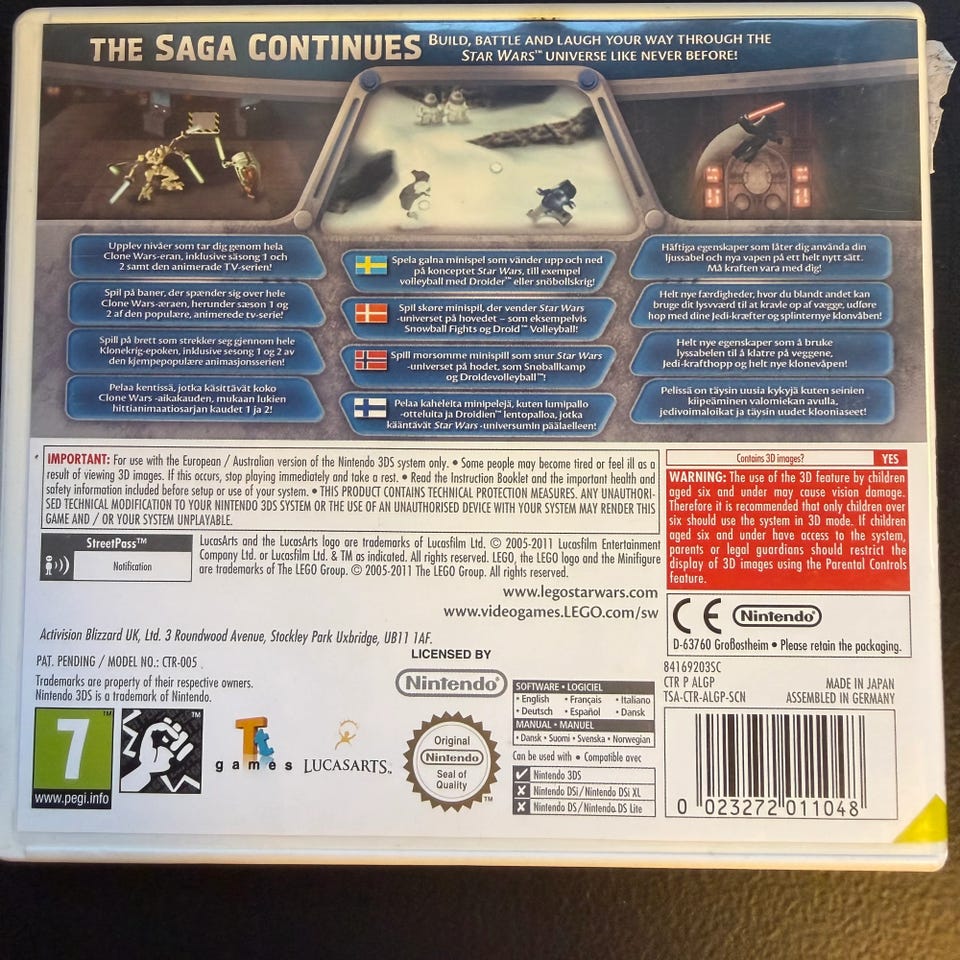 THE SAGA CONTINUES
BUILD, BATTLE AND LAUGH YOUR WAY THROUGH THE
STAR WARS™ UNIVERSE LIKE NEVER BEFORE!
Upplev nivåer som tar dig genom hela
Clone Wars-eran, inklusive säsong 1 och
2 samt den animerade TV-serien!
Spil på baner, der spænder sig over hele
Clone Wars-æraen, herunder sæson 1 og
2 af den populære, animerede tv-serie!
Spill på brett som strekker seg gjennom hele
Klonekrig-epoken, inklusive sesong 1 og 2 av
den kjempepopulære animasjonsserien!
Pelaa kentissä, jotka käsittävät koko
Clone Wars -aikakauden, mukaan lukien
hittianimaatiosarjan kaudet 1 ja 2!
Spela galna minispel som vänder upp och ned
på konceptet Star Wars, till exempel
volleyball med Droider™ eller snöbollskrig!
Spil skøre minispil, der vender Star Wars
-universet på hovedet – som eksempelvis
Snowball Fights og Droid™ Volleyball!
Spill morsomme minispill som snur Star Wars
-universet på hodet, som Snøballkamp
og Droidevolleyball™!
Pelaa kaheleita minipelejä, kuten lumipallo
-otteluita ja Droidien™ lentopalloa, jotka
kääntävät Star Wars -universumin päälaelleen!
Häftiga egenskaper som låter dig använda din
ljussabel och nya vapen på ett helt nytt sätt.
Må kraften vara med dig!
Helt nye færdigheder, hvor du blandt andet kan
bruge dit lysværd til at kravle op af vægge, udføre
hop med dine Jedi-kræfter og splinternye klonvåben!
Helt nye egenskaper som å bruke
lyssabelen til å klatre på veggene,
Jedi-krafthopp og helt nye klonevåpen!
Pelissä on täysin uusia kykyjä kuten seinien
kiipeäminen valomiekan avulla,
jedivoimaloikat ja täysin uudet klooniaseet!
IMPORTANT: For use with the European / Australian version of the Nintendo 3DS system only. • Some people may become tired or feel ill as a
result of viewing 3D images. If this occurs, stop playing immediately and take a rest. • Read the Instruction Booklet and the important health and
safety information included before setup or use of your system. • THIS PRODUCT CONTAINS TECHNICAL PROTECTION MEASURES. ANY UNAUTHORI-
SED TECHNICAL MODIFICATION TO YOUR NINTENDO 3DS SYSTEM OR THE USE OF AN UNAUTHORISED DEVICE WITH YOUR SYSTEM MAY RENDER THIS
GAME AND / OR YOUR SYSTEM UNPLAYABLE.
Contains 3D images? YES
WARNING: The use of the 3D feature by children
aged six and under may cause vision damage.
Therefore it is recommended that only children over
six should use the system in 3D mode. If children
aged six and under have access to the system,
parents or legal guardians should restrict the
display of 3D images using the Parental Controls
feature.
StreetPass™
Notification
LucasArts and the LucasArts logo are trademarks of Lucasfilm Ltd. © 2005-2011 Lucasfilm Entertainment
Company Ltd. or Lucasfilm Ltd. & TM as indicated. All rights reserved. LEGO, the LEGO logo and the Minifigure
are trademarks of The LEGO Group. © 2005-2011 The LEGO Group. All rights reserved.
www.legostarwars.com
www.videogames.LEGO.com/sw
CE Nintendo
D-63760 Großostheim • Please retain the packaging.
Activision Blizzard UK, Ltd. 3 Roundwood Avenue, Stockley Park Uxbridge, UB11 1AF.
PAT. PENDING / MODEL NO.: CTR-005
Trademarks are property of their respective owners.
Nintendo 3DS is a trademark of Nintendo.
LICENSED BY
Nintendo®
SOFTWARE • LOGICIEL
• English • Français • Italiano
• Deutsch • Español • Dansk
MANUAL • MANUEL
• Dansk • Suomi • Svenska • Norwegian
Can be used with • Compatible avec
Nintendo 3DS
Nintendo DSi / Nintendo DSi XL
Nintendo DS / Nintendo DS Lite
84169203SC
CTR P ALGP
TSA-CTR-ALGP-SCN
MADE IN JAPAN
ASSEMBLED IN GERMANY
7
www.pegi.info
™
Tt
games
LUCASARTS™
Original
Nintendo
Seal of
Quality
™
0 023272 011048